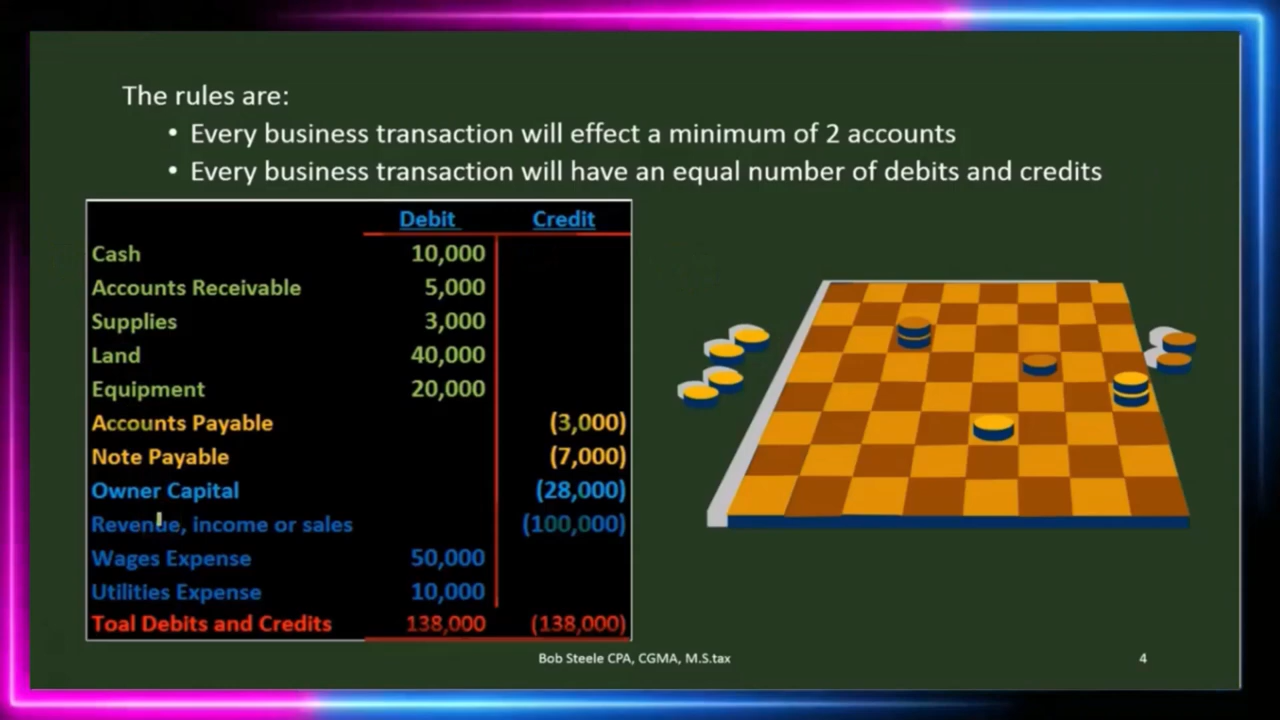 The rules are:
• Every business transaction will effect a minimum of 2 accounts
• Every business transaction will have an equal number of debits and credits
Debit Credit
Cash 10,000
Accounts Receivable 5,000
Supplies 3,000
Land 40,000
Equipment 20,000
Accounts Payable (3,000)
Note Payable (7,000)
Owner Capital (28,000)
Revenue, income or sales (100,000)
Wages Expense 50,000
Utilities Expense 10,000
Toal Debits and Credits 138,000 (138,000)
Bob Steele CPA, CGMA, M.S.tax 4